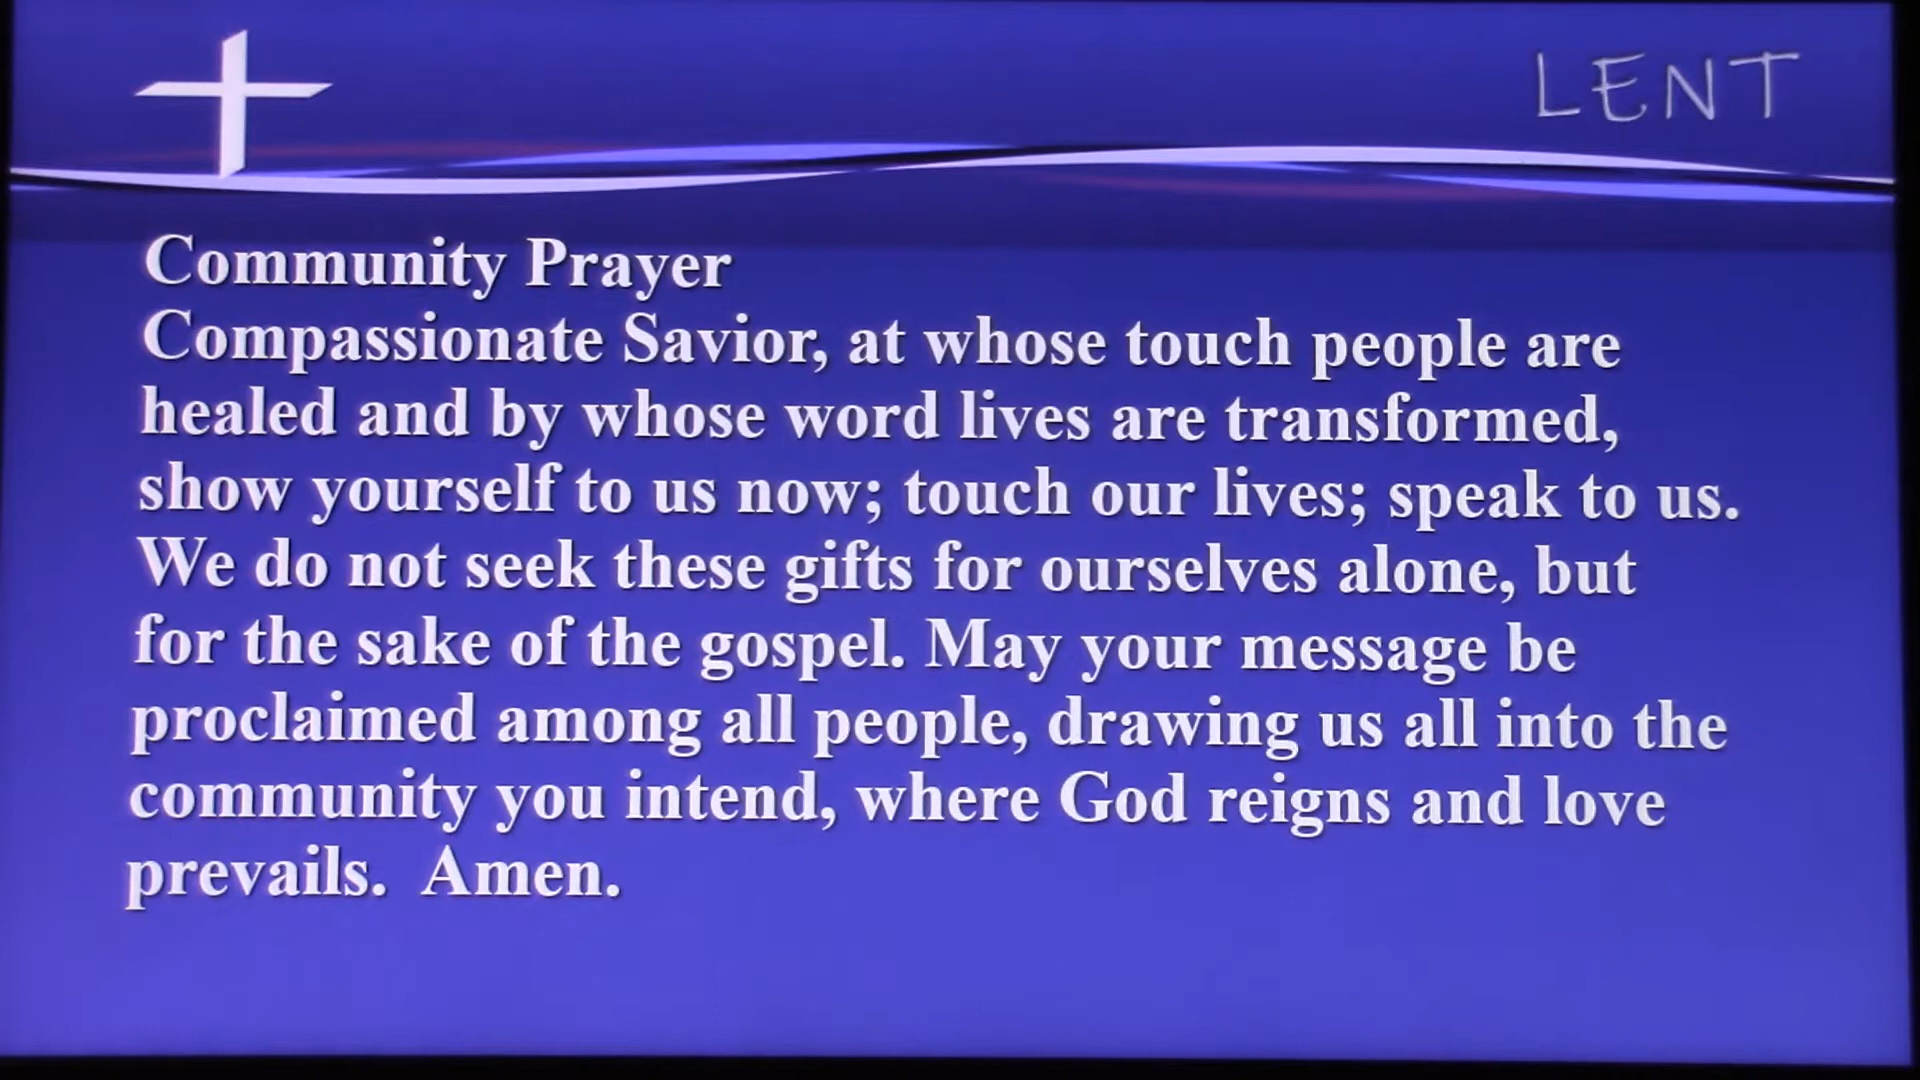 LENT
Community Prayer
Compassionate Savior, at whose touch people are
healed and by whose word lives are transformed,
show yourself to us now; touch our lives; speak to us.
We do not seek these gifts for ourselves alone, but
for the sake of the gospel. May your message be
proclaimed among all people, drawing us all into the
community you intend, where God reigns and love
prevails.  Amen.